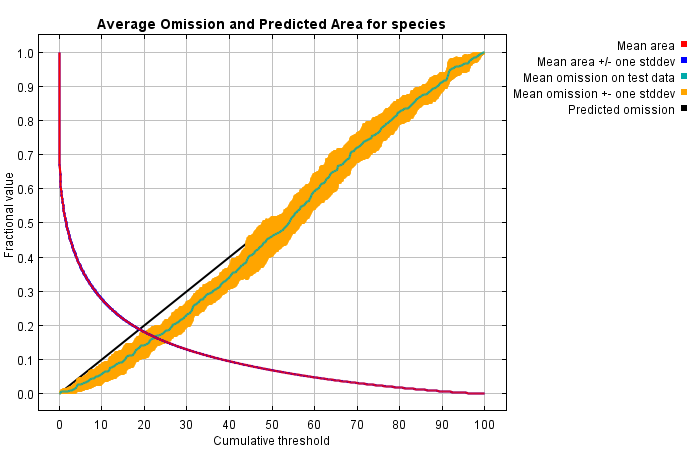 Average Omission and Predicted Area for species
Mean area
Mean area +/- one stddev
Mean omission on test data
Mean omission +- one stddev
Predicted omission
Fractional value
1.0
0.9
0.8
0.7
0.6
0.5
0.4
0.3
0.2
0.1
0.0
0 10 20 30 40 50 60 70 80 90 100
Cumulative threshold